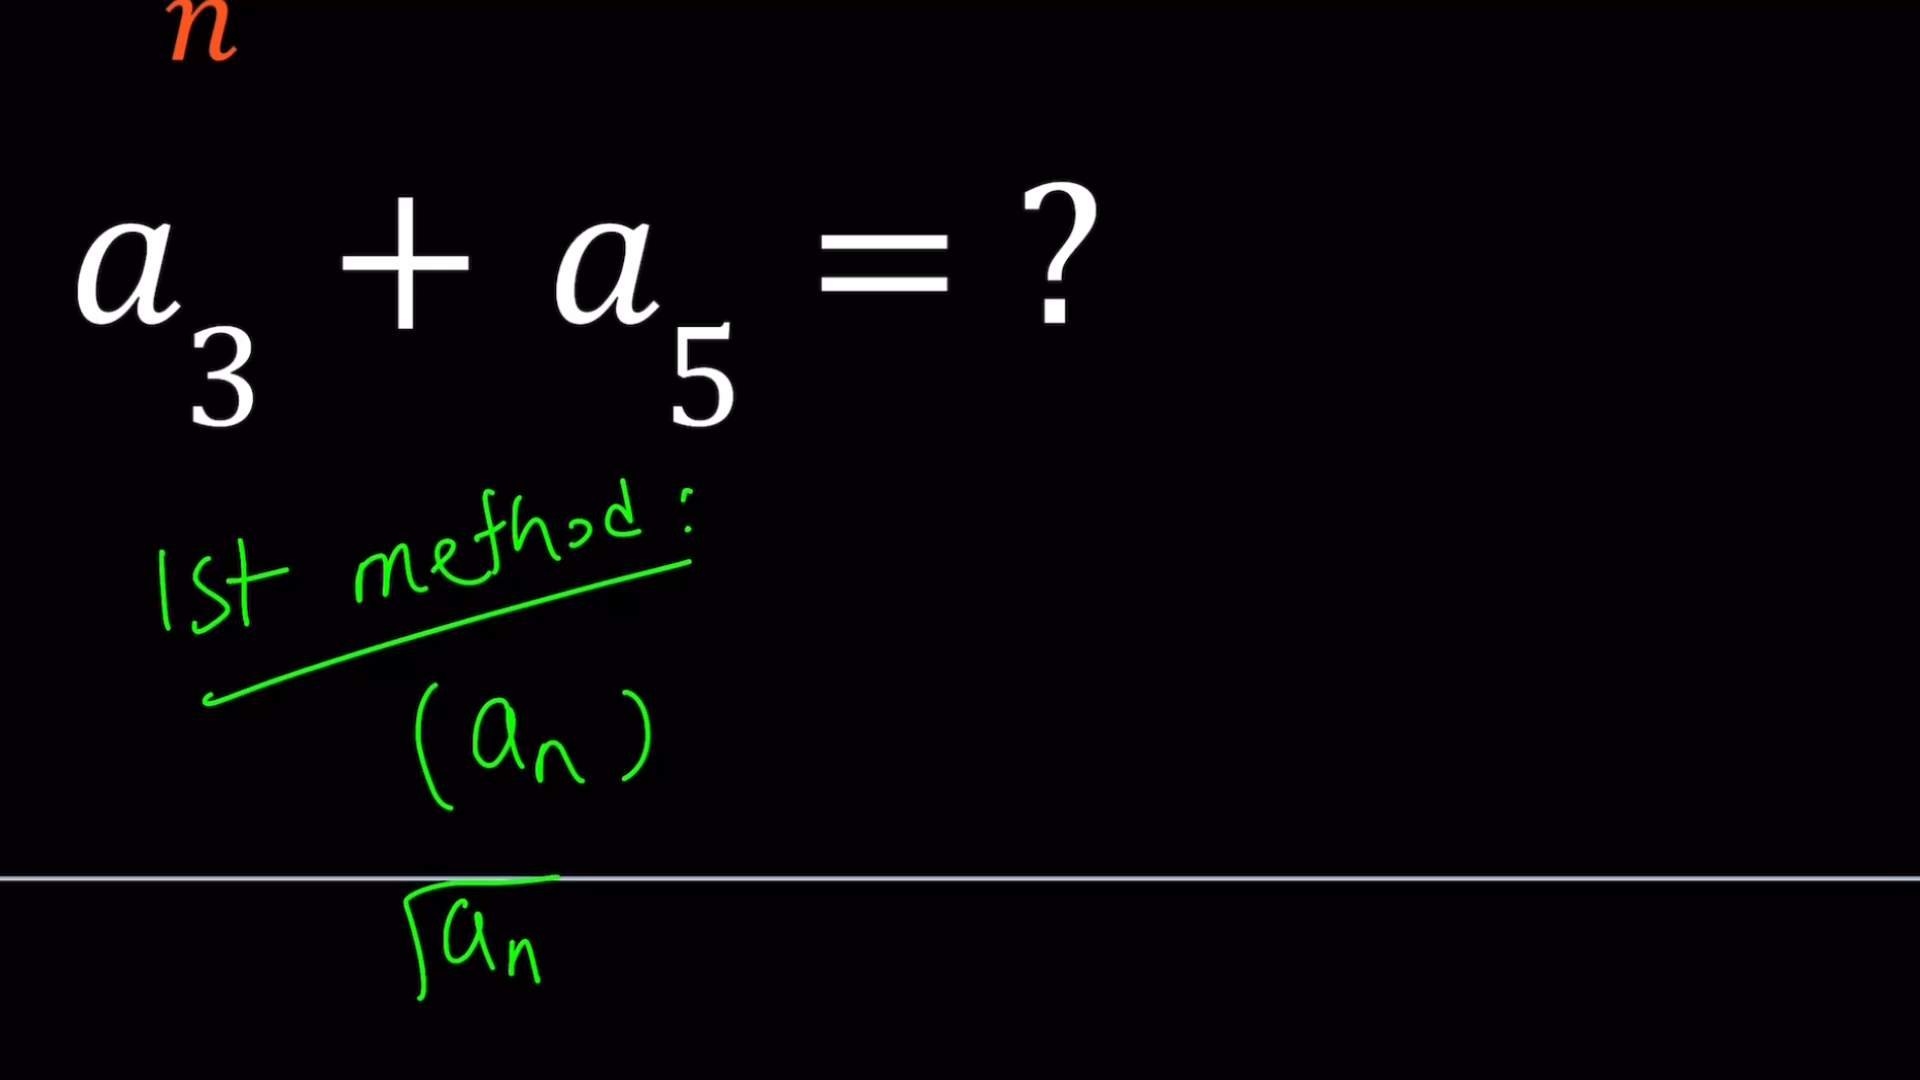 n
a₃ + a₅ = ?
1st method:
(aₙ)
√aₙ